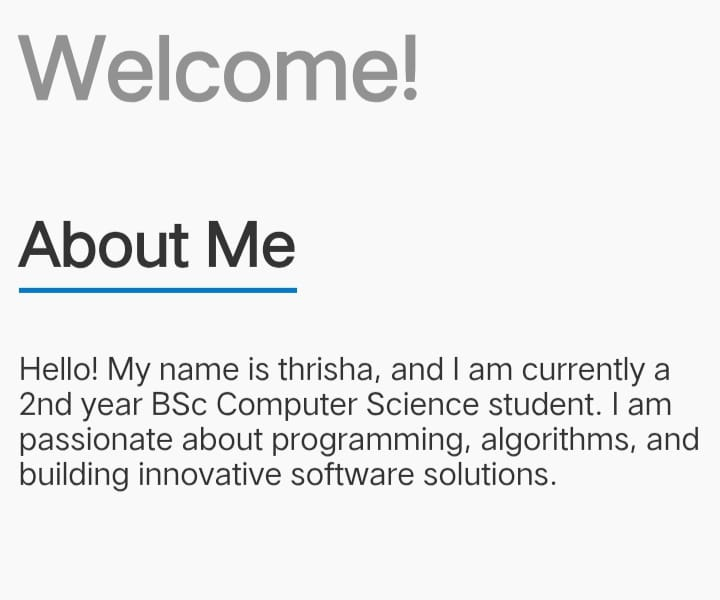 Welcome!
About Me
Hello! My name is thrisha, and I am currently a
2nd year BSc Computer Science student. I am
passionate about programming, algorithms, and
building innovative software solutions.